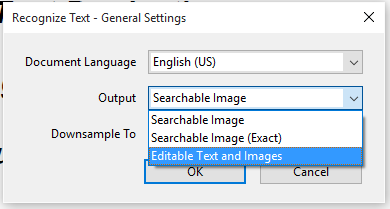 Recognize Text - General Settings
Document Language English (US)
Output Searchable Image
Searchable Image
Searchable Image (Exact)
Downsample To
Editable Text and Images
OK Cancel